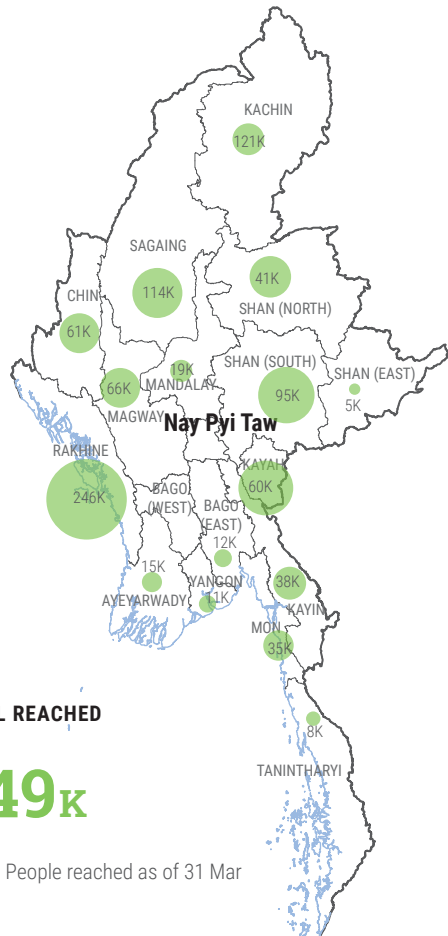 KACHIN
121K
SAGAING
114K
41K
SHAN (NORTH)
CHIN
61K
19K
MANDALAY
SHAN (SOUTH)
95K
SHAN (EAST)
5K
66K
MAGWAY
Nay Pyi Taw
RAKHINE
246K
KAYAH
60K
BAGO
(WEST)
BAGO
(EAST)
12K
15K
AYEYARWADY
YANGON
11K
38K
KAYIN
MON
35K
8K
TANINTHARYI
L REACHED
49K
People reached as of 31 Mar